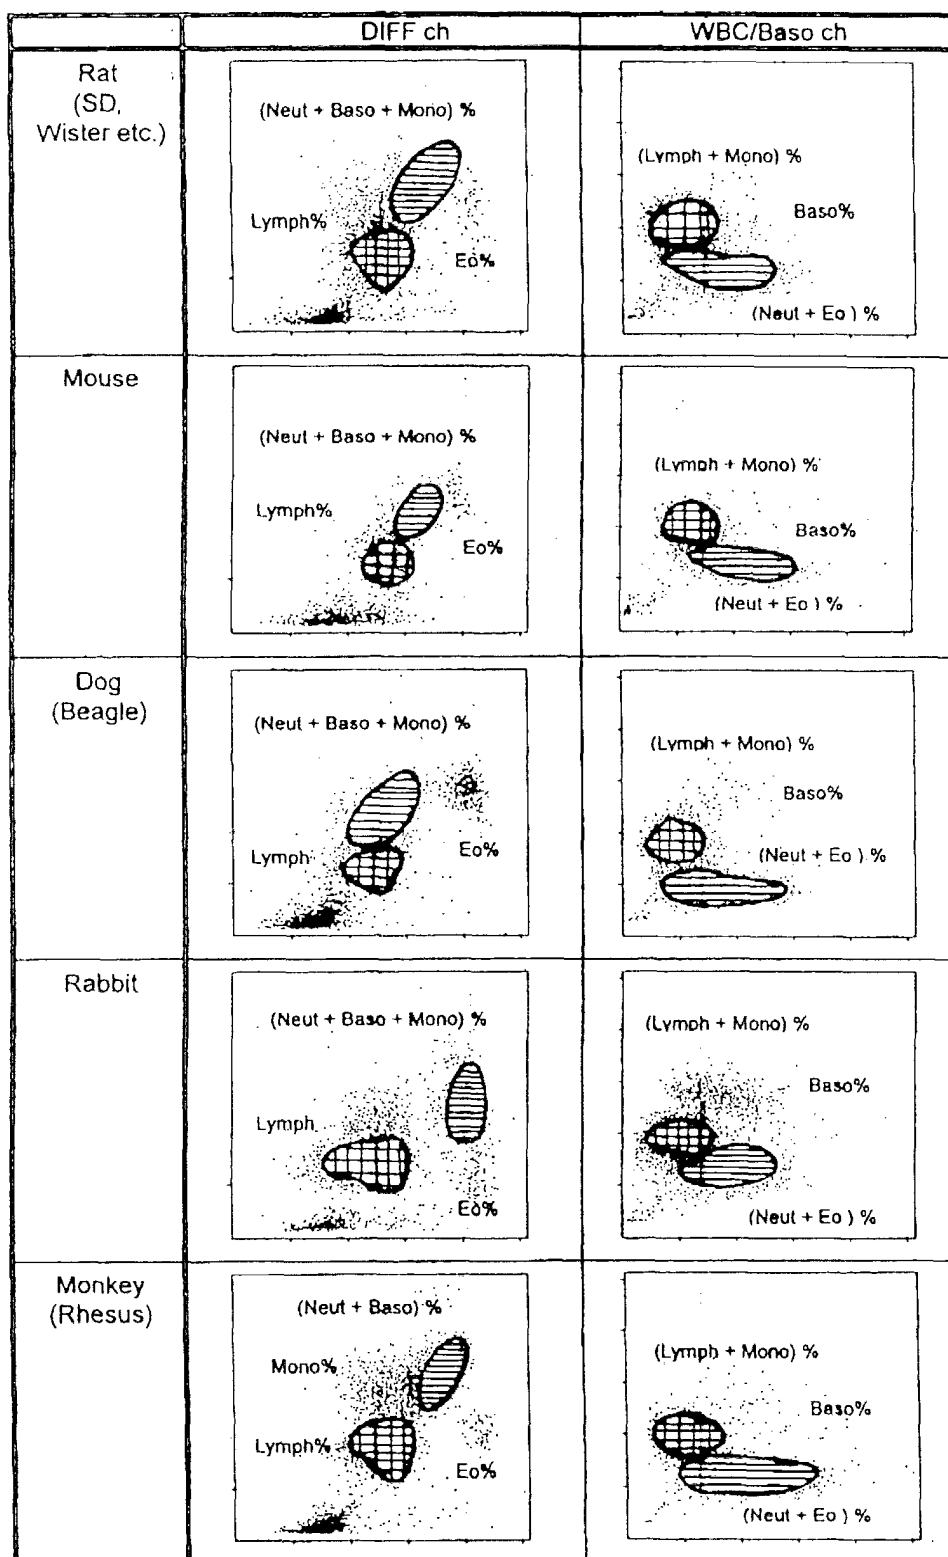 DIFF ch WBC/Baso ch
Rat
(SD,
Wister etc.)
(Neut + Baso + Mono) %
Lymph%
Eo%
(Lymph + Mono) %
Baso%
(Neut + Eo ) %
Mouse
(Neut + Baso + Mono) %
Lymph%
Eo%
(Lymph + Mono) %
Baso%
(Neut + Eo ) %
Dog
(Beagle)
(Neut + Baso + Mono) %
Lymph
Eo%
(Lymph + Mono) %
Baso%
(Neut + Eo ) %
Rabbit
(Neut + Baso + Mono) %
Lymph
Eo%
(Lymph + Mono) %
Baso%
(Neut + Eo ) %
Monkey
(Rhesus)
(Neut + Baso) %
Mono%
Lymph%
Eo%
(Lymph + Mono) %
Baso%
(Neut + Eo ) %